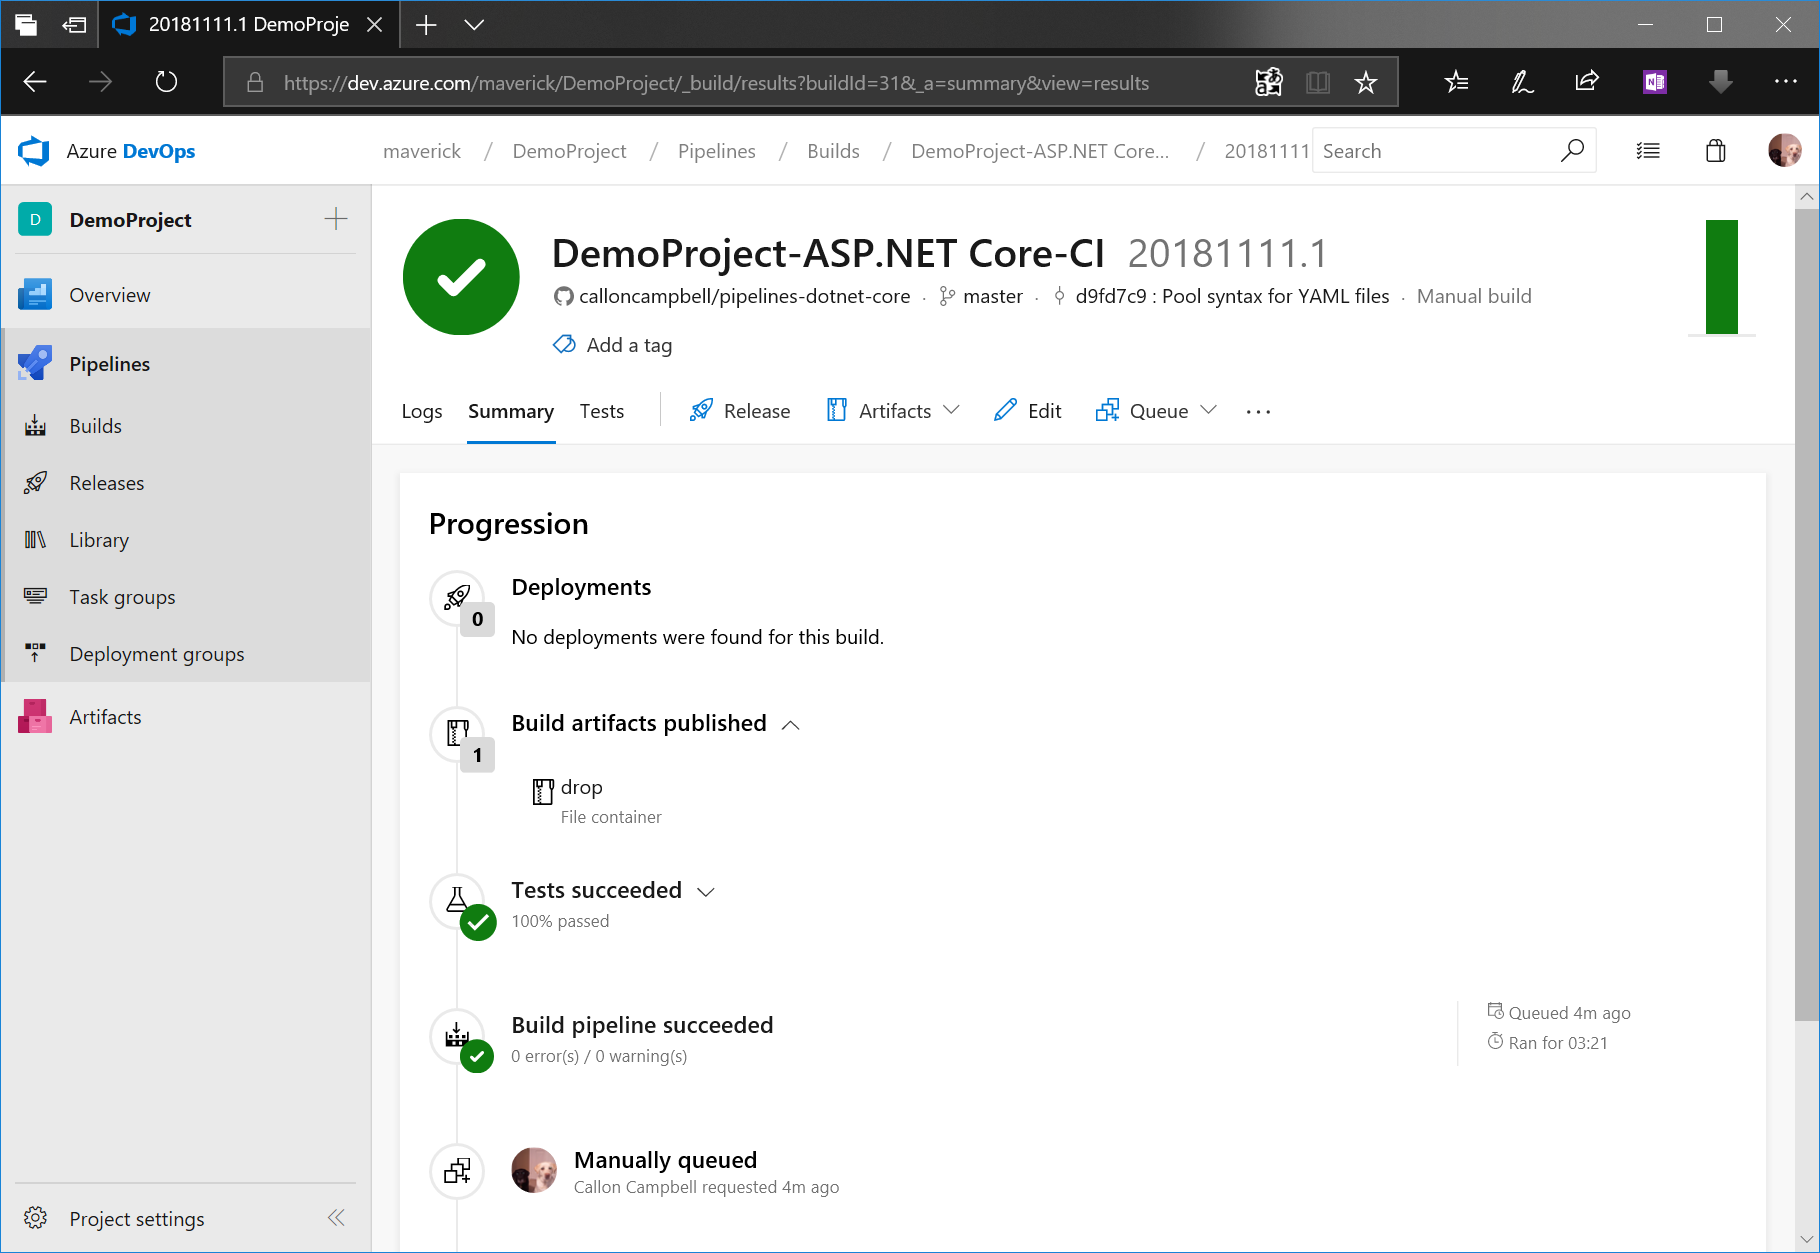 20181111.1 DemoProje
https://dev.azure.com/maverick/DemoProject/_build/results?buildId=31&_a=summary&view=results
Azure DevOps
maverick / DemoProject / Pipelines / Builds / DemoProject-ASP.NET Core... / 20181111
Search
D DemoProject
Overview
Pipelines
Builds
Releases
Library
Task groups
Deployment groups
Artifacts
Project settings
DemoProject-ASP.NET Core-CI 20181111.1
calloncampbell/pipelines-dotnet-core · master · d9fd7c9 : Pool syntax for YAML files · Manual build
Add a tag
Logs Summary Tests Release Artifacts Edit Queue ...
Progression
Deployments
0
No deployments were found for this build.
Build artifacts published
1
drop
File container
Tests succeeded
100% passed
Build pipeline succeeded
0 error(s) / 0 warning(s)
Queued 4m ago
Ran for 03:21
Manually queued
Callon Campbell requested 4m ago